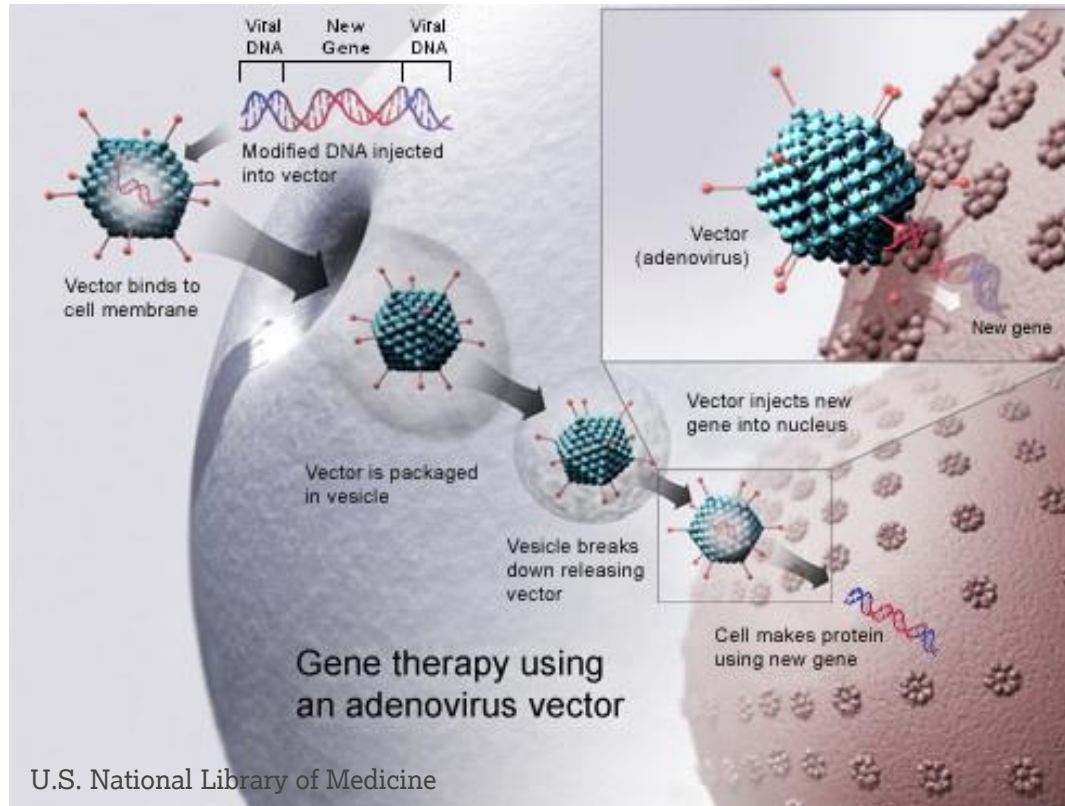 Viral
DNA
New
Gene
Viral
DNA
Modified DNA injected
into vector
Vector binds to
cell membrane
Vector is packaged
in vesicle
Vesicle breaks
down releasing
vector
Vector injects new
gene into nucleus
Cell makes protein
using new gene
Vector
(adenovirus)
New gene
Gene therapy using
an adenovirus vector
U.S. National Library of Medicine